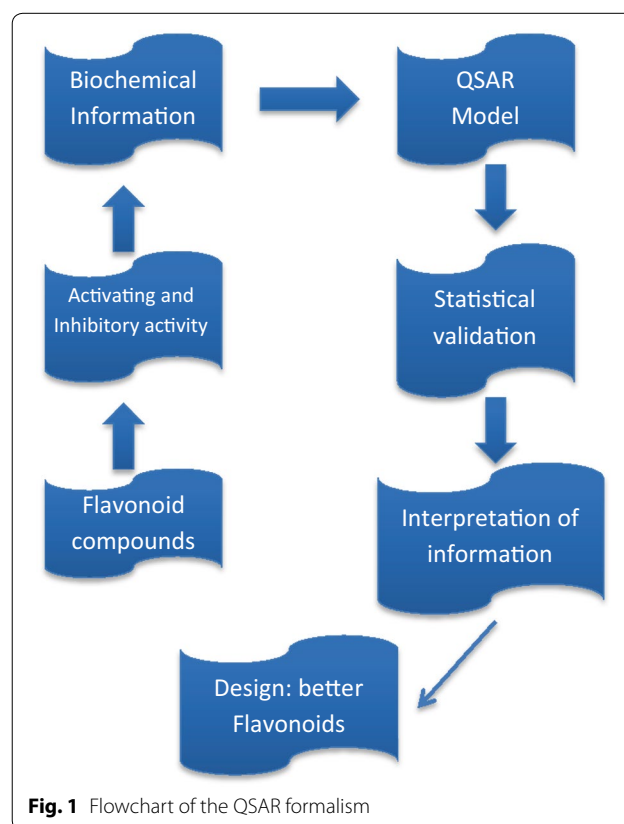 Biochemical
Information
QSAR
Model
Activating and
Inhibitory activity
Statistical
validation
Flavonoid
compounds
Interpretation of
information
Design: better
Flavonoids
Fig. 1 Flowchart of the QSAR formalism